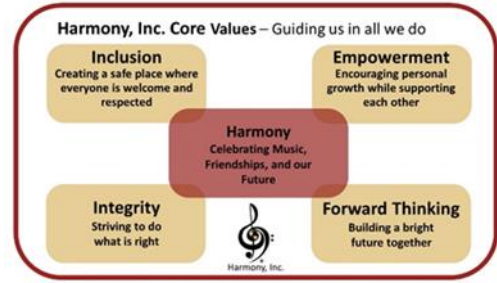 Harmony, Inc. Core Values – Guiding us in all we do
Inclusion
Creating a safe place where
everyone is welcome and
respected
Empowerment
Encouraging personal
growth while supporting
each other
Harmony
Celebrating Music,
Friendships, and our
Future
Integrity
Striving to do
what is right
Forward Thinking
Building a bright
future together
Harmony, Inc.